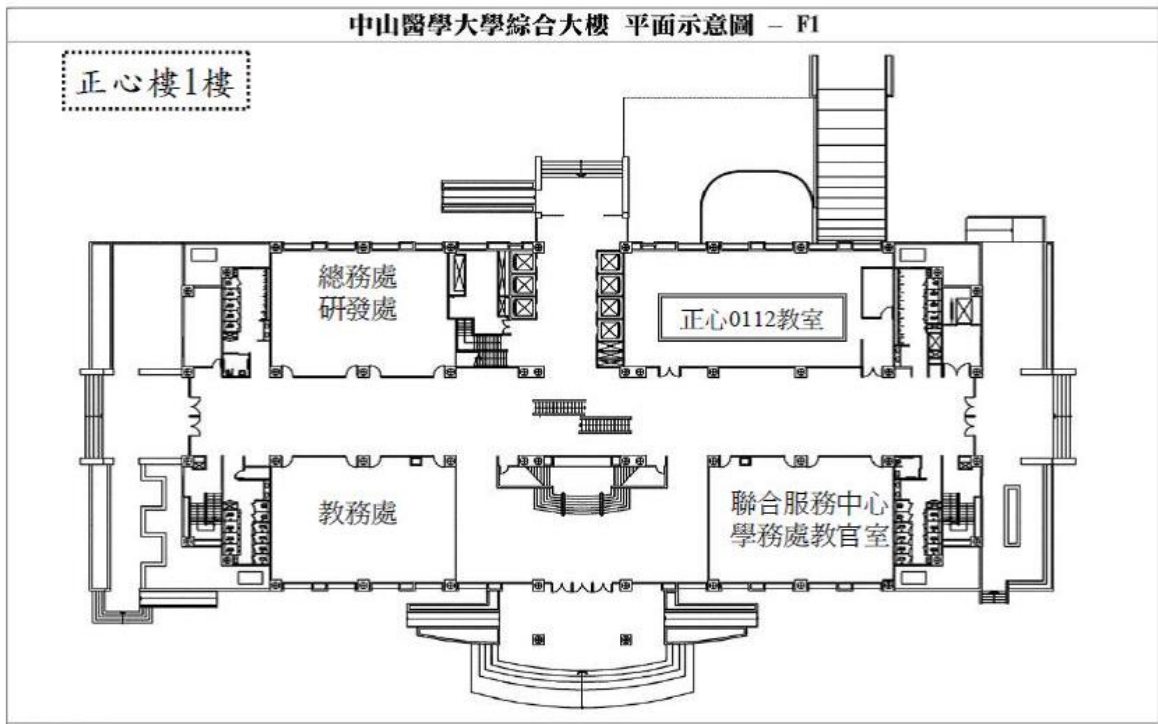 中山醫學大學綜合大樓 平面示意圖 – F1
正心樓1樓
總務處
研發處
正心0112教室
教務處
聯合服務中心
學務處教官室